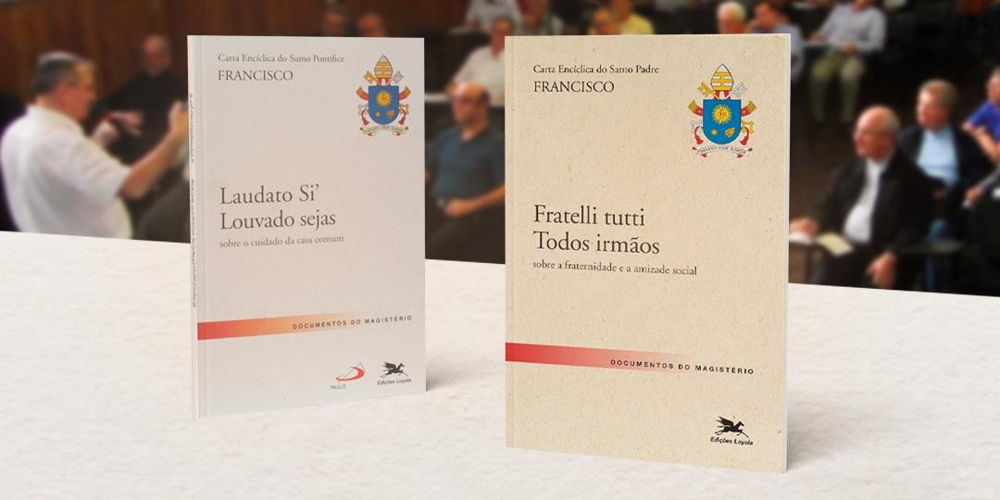 Carta Encíclica do Sumo Pontífice
FRANCISCO
Laudato Si’
Louvado sejas
sobre o cuidado da casa comum
DOCUMENTOS DO MAGISTÉRIO
PAULUS
Edições Loyola
Carta Encíclica do Santo Padre
FRANCISCO
Fratelli tutti
Todos irmãos
sobre a fraternidade e a amizade social
DOCUMENTOS DO MAGISTÉRIO
Edições Loyola